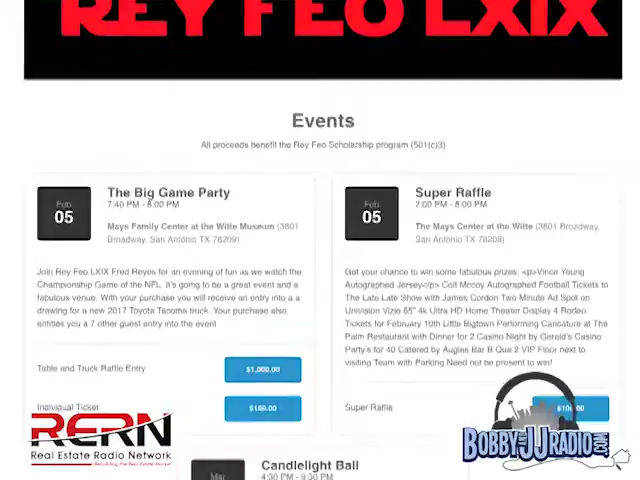 REY FEO LXIX
Events
All proceeds benefit the Rey Feo Scholarship program (501(c)3)
Feb
05
The Big Game Party
7:40 PM - 8:00 PM
Mays Family Center at the Witte Museum (3801
Broadway, San Antonio TX 78209)
Join Rey Feo LXIX Fred Reyes for an evening of fun as we watch the
Championship Game of the NFL. It's going to be a great event and a
fabulous venue. With your purchase you will receive an entry into a a
drawing for a new 2017 Toyota Tacoma truck. Your purchase also
entitles you a 7 other guest entry into the event
Table and Truck Raffle Entry
$1,000.00
Individual Ticket
$150.00
Feb
05
Super Raffle
7:00 PM - 8:00 PM
The Mays Center at the Witte (3801 Broadway,
San Antonio TX 78209)
Get your chance to win some fabulous prizes: <p>Vince Young
Autographed Jersey</p> Colt Mccoy Autographed Football Tickets to
The Late Late Show with James Cordon Two Minute Ad Spot on
Univision Vizio 65" 4k Ultra HD Home Theater Display 4 Rodeo
Tickets for February 10th Little Bigtown Performing Caricature at The
Palm Restaurant with Dinner for 2 Casino Night by Gerald's Casino
Party's for 40 Catered by Augies Bar B Que 2 VIP Floor next to
visiting Team with Parking Need not be present to win!
Super Raffle
Mar
Candlelight Ball
4:30 PM - 9:30 PM
RERN
Real Estate Radio Network
Rebuilding the Real Estate Market
BOBBY AND JJ RADIO.COM